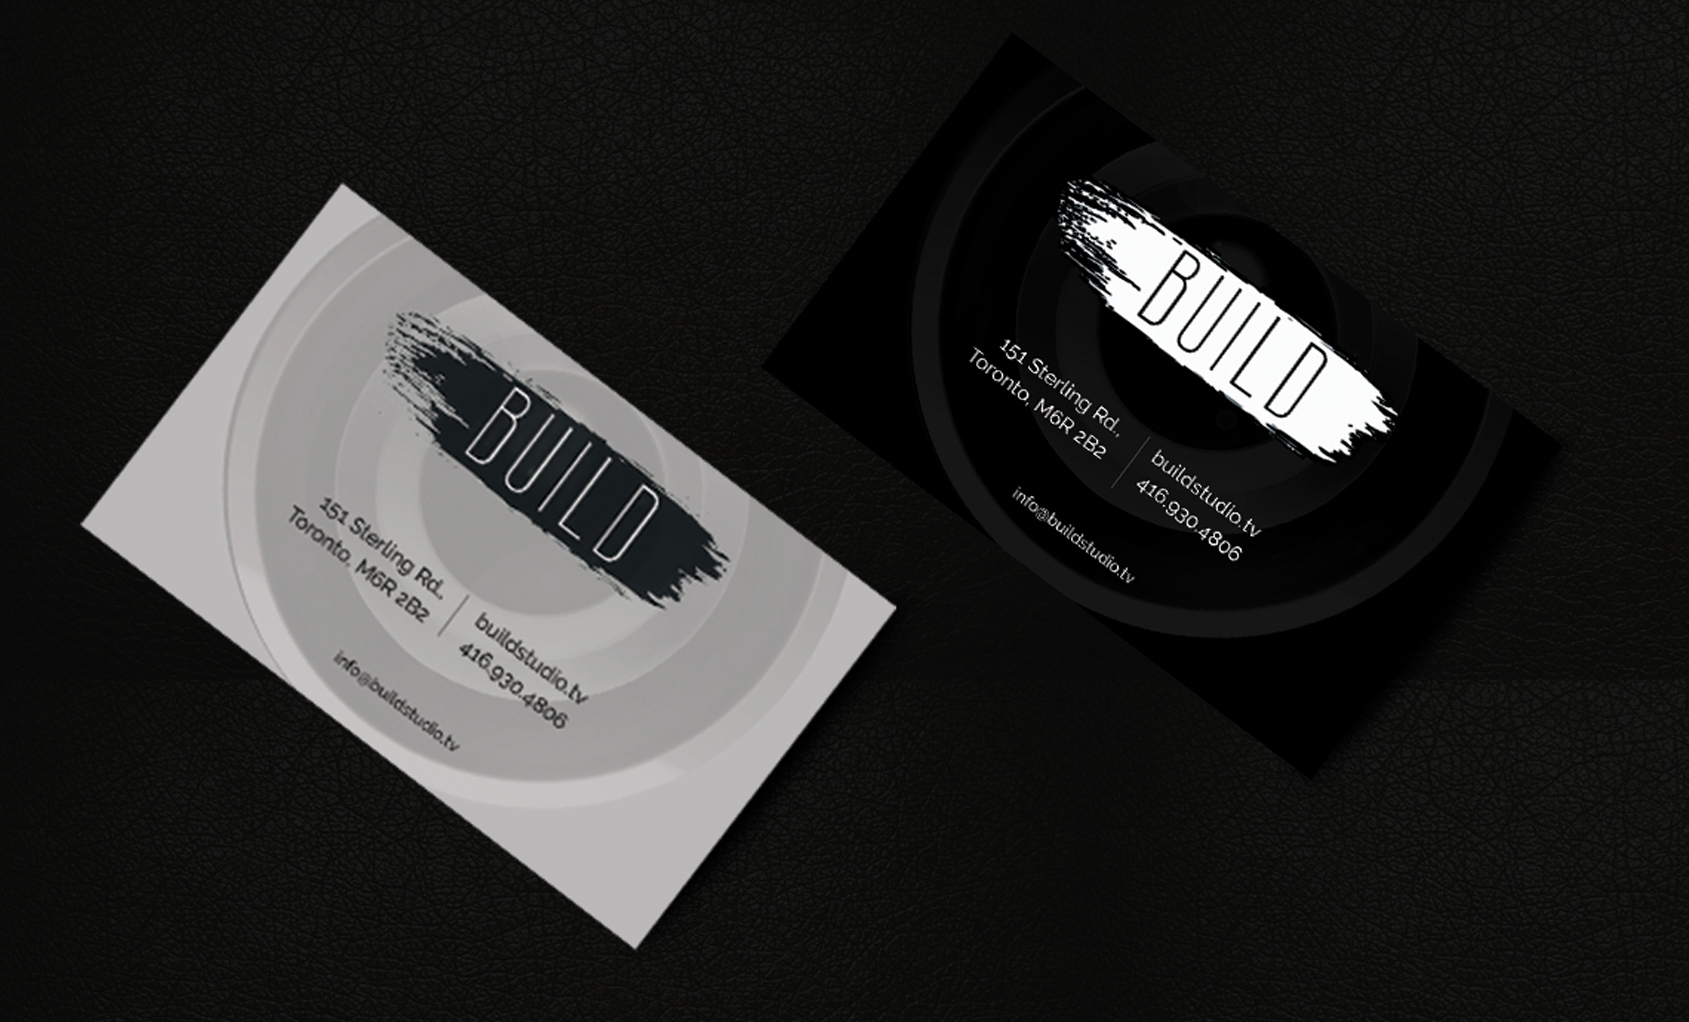 BUILD
151 Sterling Rd.,
Toronto, M6R 2B2
buildstudio.tv
416.930.4806
info@buildstudio.tv
BUILD
151 Sterling Rd.,
Toronto, M6R 2B2
buildstudio.tv
416.930.4806
info@buildstudio.tv